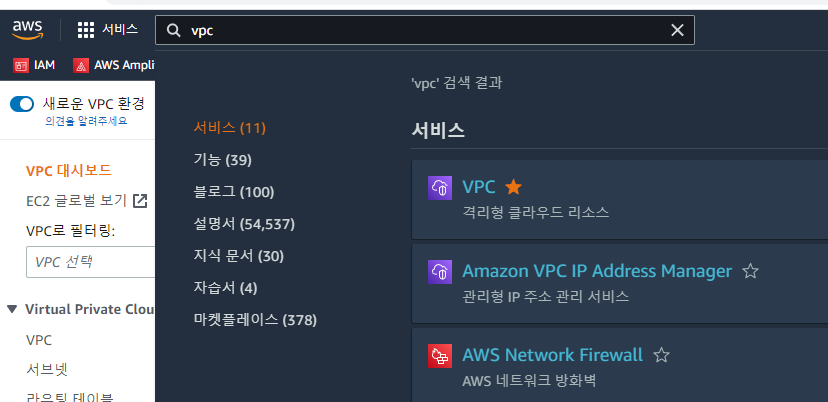 aws
서비스
vpc
IAM
AWS Ampli
새로운 VPC 환경
의견을 알려주세요
VPC 대시보드
EC2 글로벌 보기
VPC로 필터링:
VPC 선택
Virtual Private Clou
VPC
서브넷
라우팅 테이블
서비스 (11)
기능 (39)
블로그 (100)
설명서 (54,537)
지식 문서 (30)
자습서 (4)
마켓플레이스 (378)
'vpc' 검색 결과
서비스
VPC
격리형 클라우드 리소스
Amazon VPC IP Address Manager
관리형 IP 주소 관리 서비스
AWS Network Firewall
AWS 네트워크 방화벽